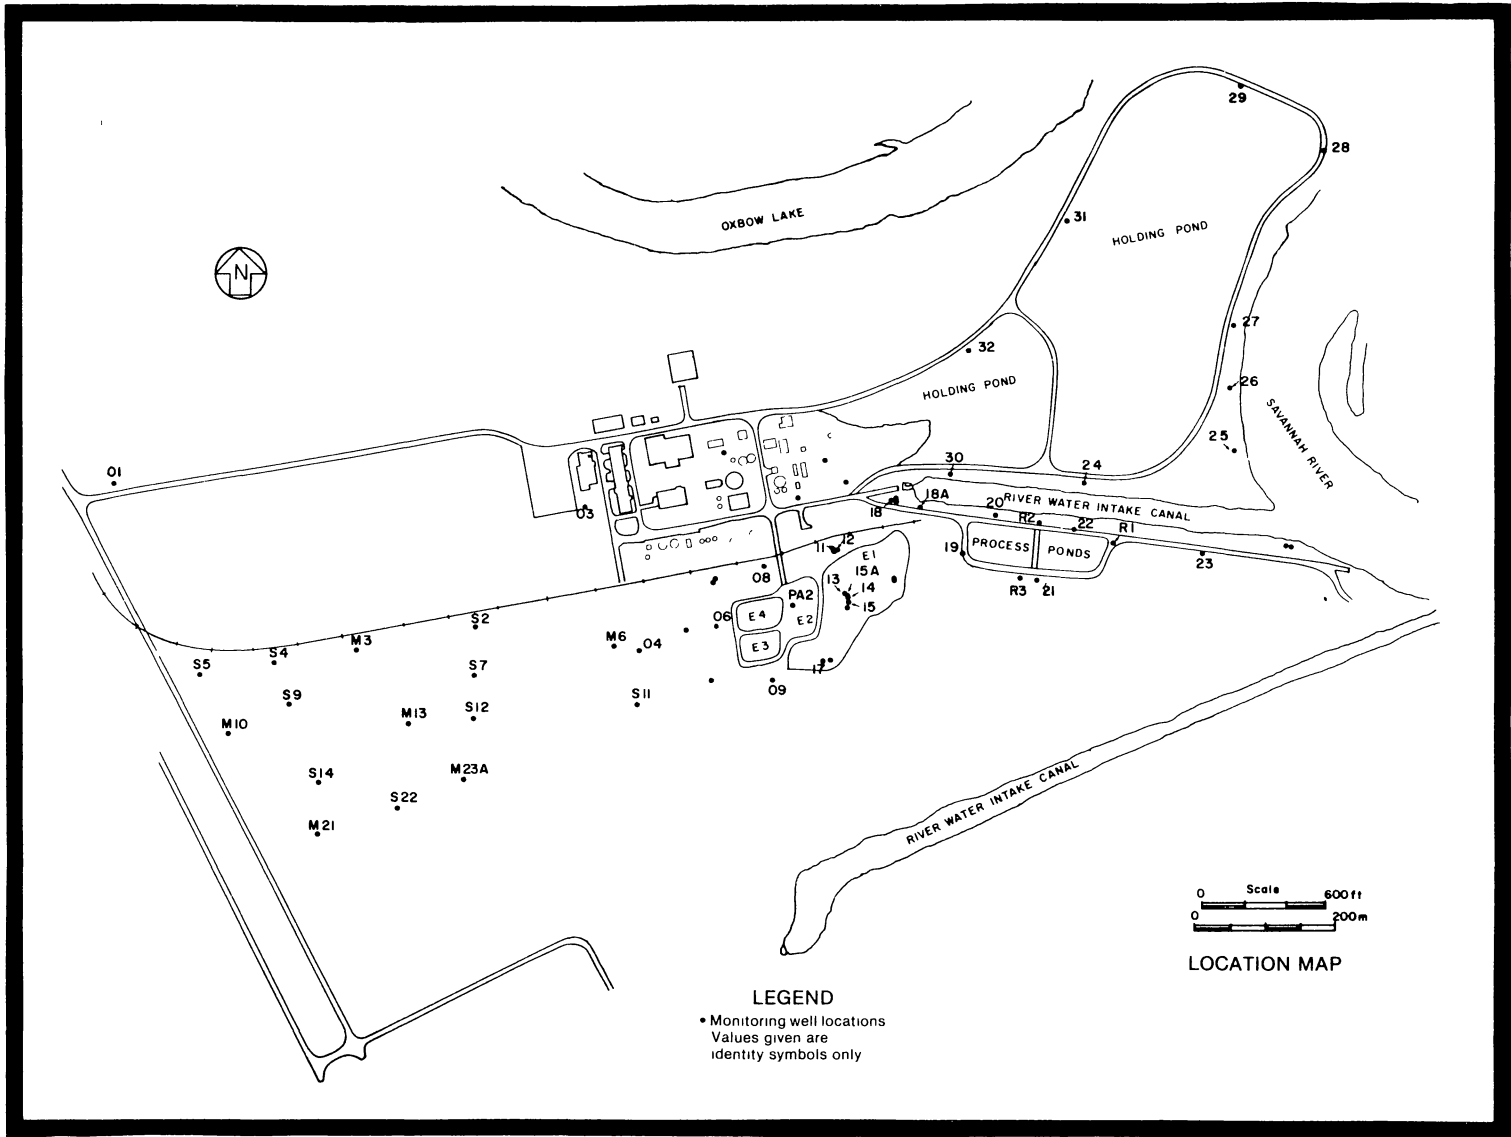 29
28
31
OXBOW LAKE
HOLDING POND
N
27
32
26
HOLDING POND
SAVANNAH RIVER
25
01
30
24
18A
RIVER WATER INTAKE CANAL
03
18
20
R2
22
R1
12
11
E1
19
PROCESS
PONDS
23
08
15A
13
14
R3
21
PA2
15
S2
06
E4
E2
M6
04
M3
E3
S4
S5
S7
17
09
S9
S11
S12
M10
M13
S14
M23A
S22
M21
RIVER WATER INTAKE CANAL
0 Scale 600 ft
0 200m
LOCATION MAP
LEGEND
• Monitoring well locations
Values given are
identity symbols only